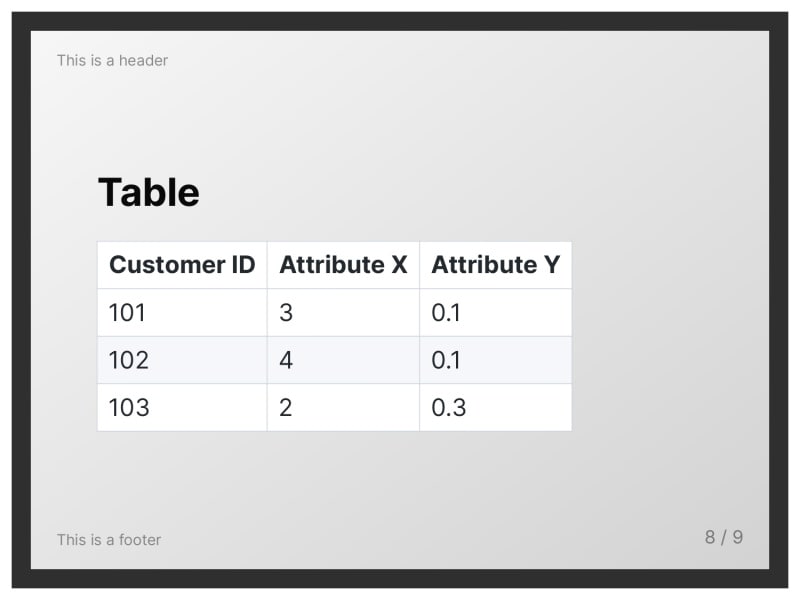 This is a header
Table
Customer ID Attribute X Attribute Y
101 3 0.1
102 4 0.1
103 2 0.3
This is a footer
8 / 9